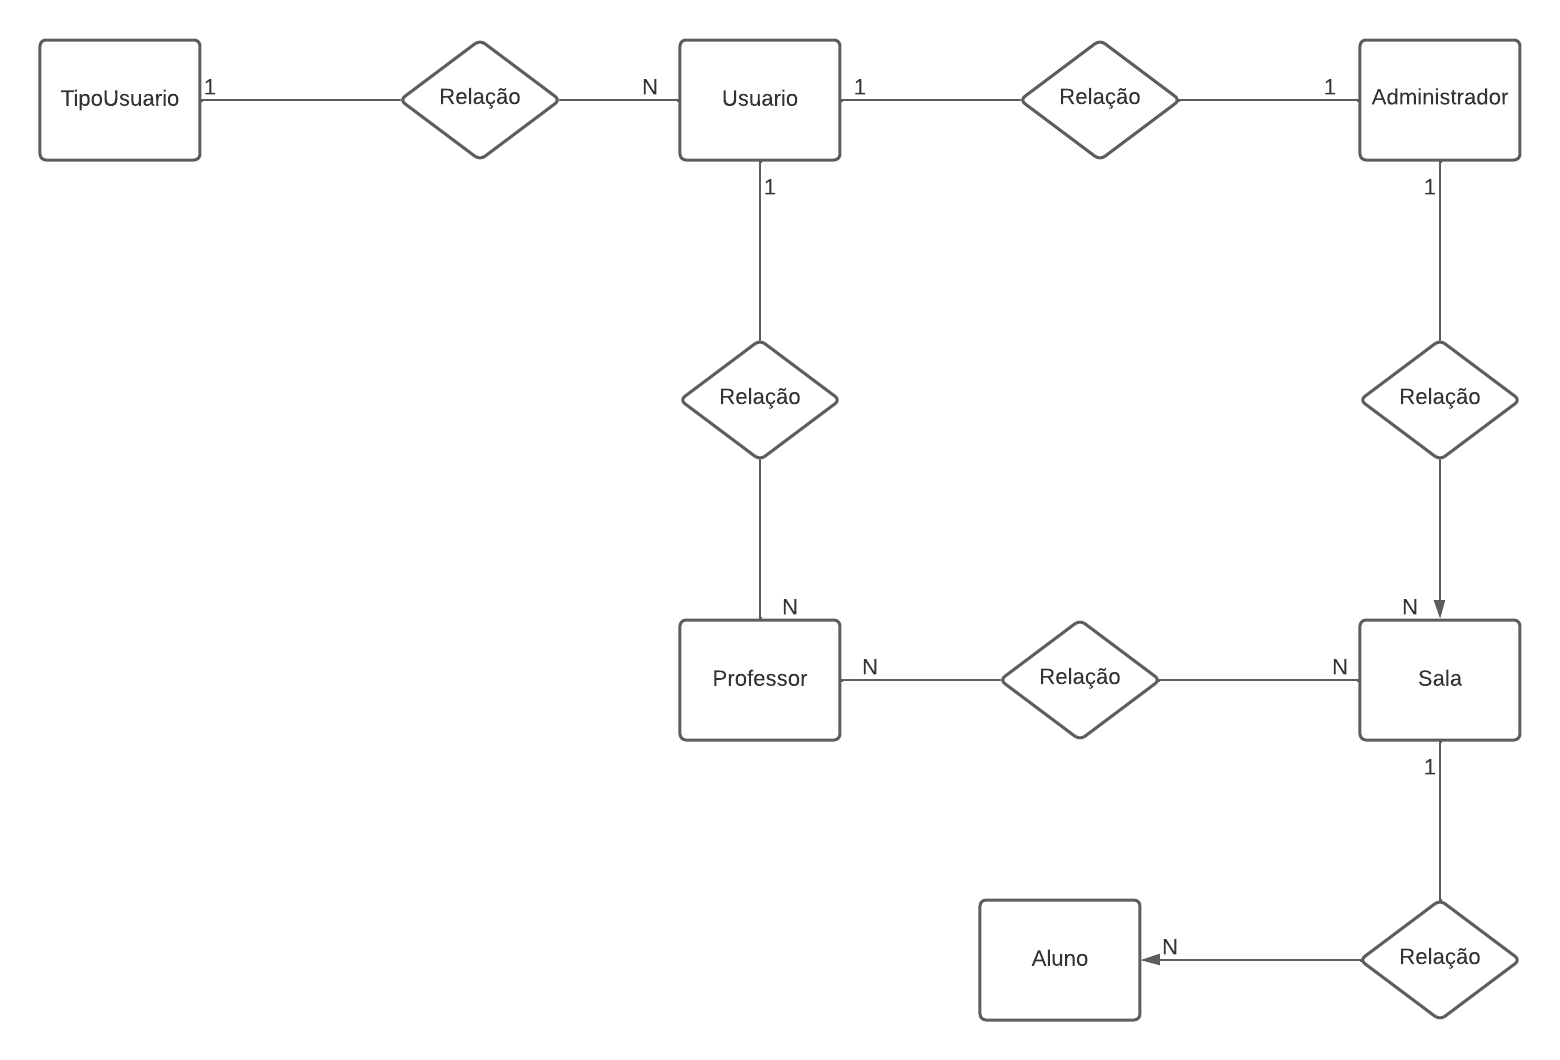 TipoUsuario
1
Relação
N
Usuario
1
Relação
1
Administrador
1
1
Relação
Relação
N
N
Professor
N
Relação
N
Sala
1
Aluno
N
Relação